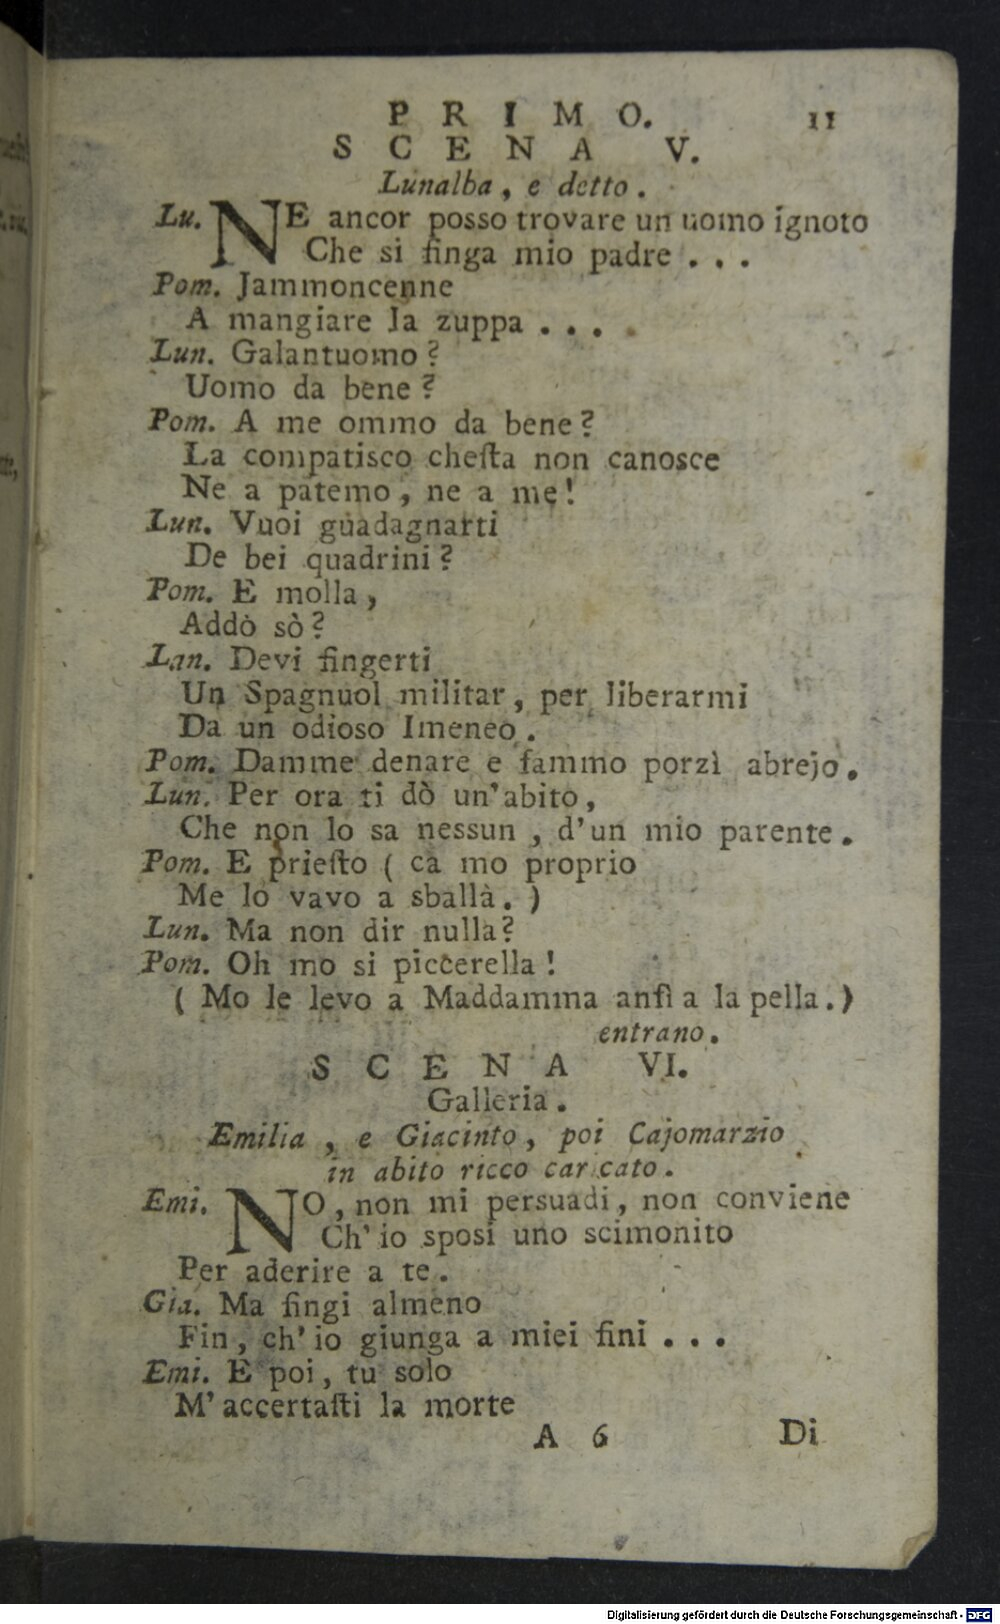 PRIMO. 11
SCENA V.
Lunalba, e detto.
Lu. NE ancor posso trovare un uomo ignoto
Che si finga mio padre . . .
Pom. Jammoncenne
A mangiare la zuppa . . .
Lun. Galantuomo?
Uomo da bene?
Pom. A me ommo da bene?
La compatisco cheſta non canosce
Ne a patemo, ne a me!
Lun. Vuoi guadagnarti
De bei quadrini?
Pom. E molla,
Addò sò?
Lan. Devi fingerti
Un Spagnuol militar, per liberarmi
Da un odioso Imeneo.
Pom. Damme denare e fammo porzì abrejo.
Lun. Per ora ti dò un'abito,
Che non lo sa nessun, d'un mio parente.
Pom. E prieſto ( ca mo proprio
Me lo vavo a sballà. )
Lun. Ma non dir nulla?
Pom. Oh mo si piccerella!
( Mo le levo a Maddamma anſi a la pella. )
entrano.
SCENA VI.
Galleria.
Emilia, e Giacinto, poi Cajomarzio
in abito ricco caricato.
Emi. NO, non mi persuadi, non conviene
Ch'io sposi uno scimonito
Per aderire a te.
Gia. Ma fingi almeno
Fin, ch'io giunga a miei fini . . .
Emi. E poi, tu solo
M'accertaſti la morte
A 6 Di
Digitalisierung gefördert durch die Deutsche Forschungsgemeinschaft - DFG